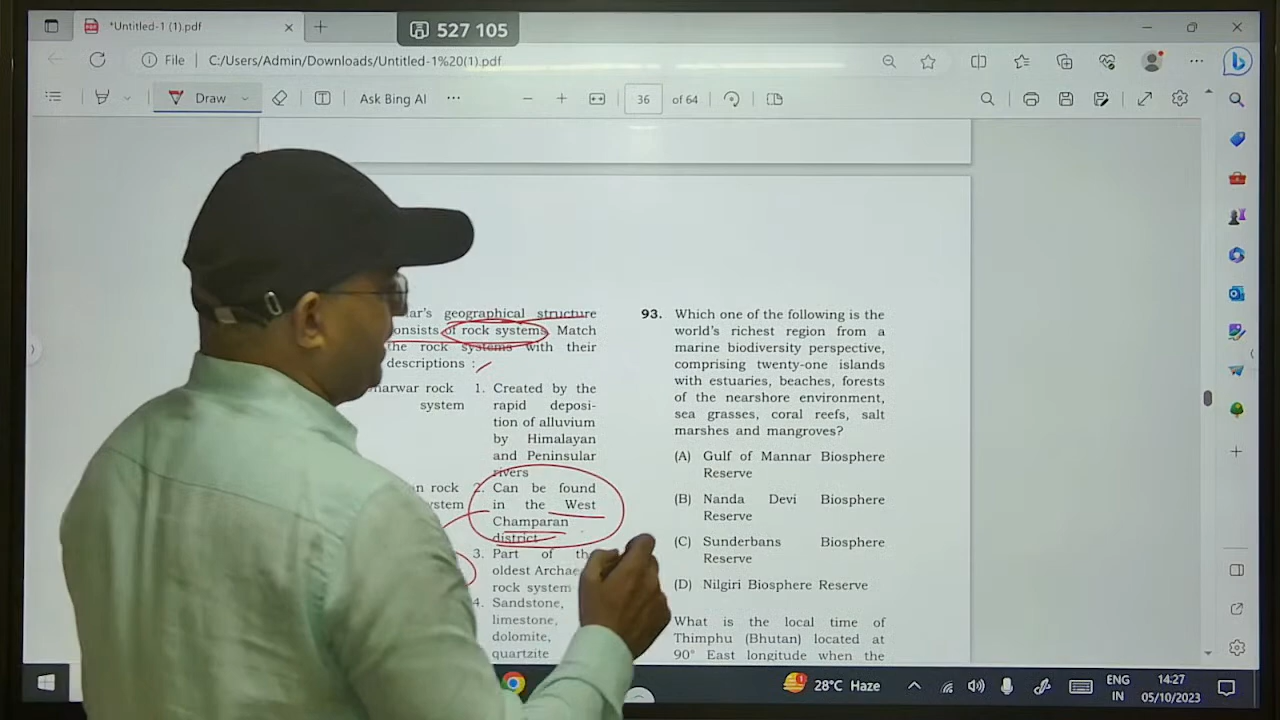 *Untitled-1 (1).pdf
527 105
File
C:/Users/Admin/Downloads/Untitled-1%20(1).pdf
Draw
Ask Bing AI
36
of 64
geographical structure
of rock systems. Match
the rock systems with their
descriptions :
rock
system
1. Created by the
rapid deposi-
tion of alluvium
by Himalayan
and Peninsular
rivers
rock
2. Can be found
in the West
Champaran
district
3. Part of
oldest
rock system
4. Sandstone,
limestone,
dolomite,
quartzite
93. Which one of the following is the
world's richest region from a
marine biodiversity perspective,
comprising twenty-one islands
with estuaries, beaches, forests
of the nearshore environment,
sea grasses, coral reefs, salt
marshes and mangroves?
(A) Gulf of Mannar Biosphere
Reserve
(B) Nanda Devi Biosphere
Reserve
(C) Sunderbans Biosphere
Reserve
(D) Nilgiri Biosphere Reserve
What is the local time of
Thimphu (Bhutan) located at
90° East longitude when the
1
28°C Haze
ENG
IN
14:27
05/10/2023